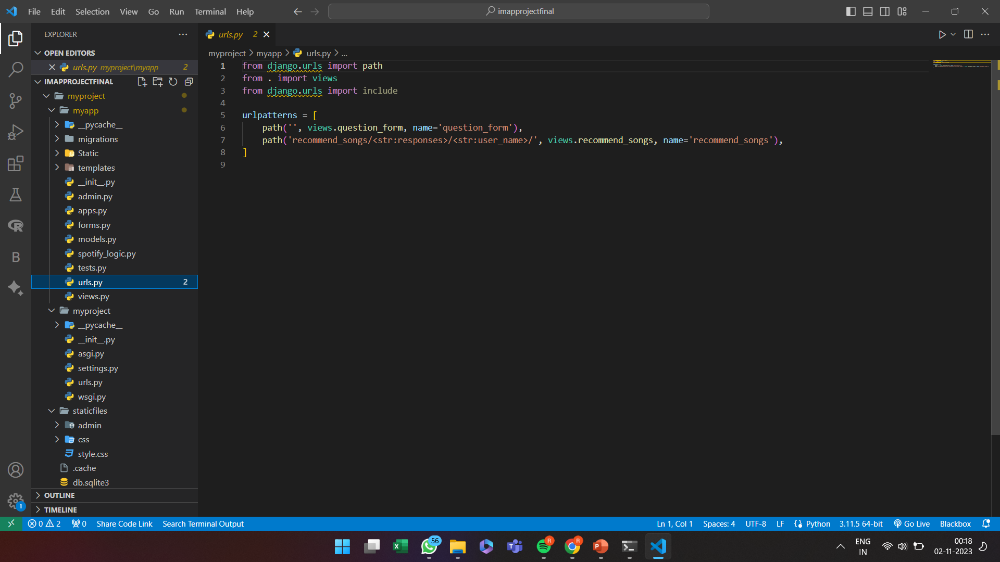 File Edit Selection View Go Run Terminal Help
imapprojectfinal
EXPLORER
OPEN EDITORS
urls.py myproject\myapp 2
IMAPPROJECTFINAL
myproject
myapp
__pycache__
migrations
Static
templates
__init__.py
admin.py
apps.py
forms.py
models.py
spotify_logic.py
tests.py
urls.py 2
views.py
myproject
__pycache__
__init__.py
asgi.py
settings.py
urls.py
wsgi.py
staticfiles
admin
css
style.css
.cache
db.sqlite3
OUTLINE
TIMELINE
B
1
urls.py 2
myproject > myapp > urls.py > ...
1 from django.urls import path
2 from . import views
3 from django.urls import include
4
5 urlpatterns = [
6 path('', views.question_form, name='question_form'),
7 path('recommend_songs/<str:responses>/<str:user_name>/', views.recommend_songs, name='recommend_songs'),
8 ]
9
0 2 0 Share Code Link Search Terminal Output
Ln 1, Col 1 Spaces: 4 UTF-8 LF {} Python 3.11.5 64-bit Go Live Blackbox
56 R R
ENG
IN
00:18
02-11-2023